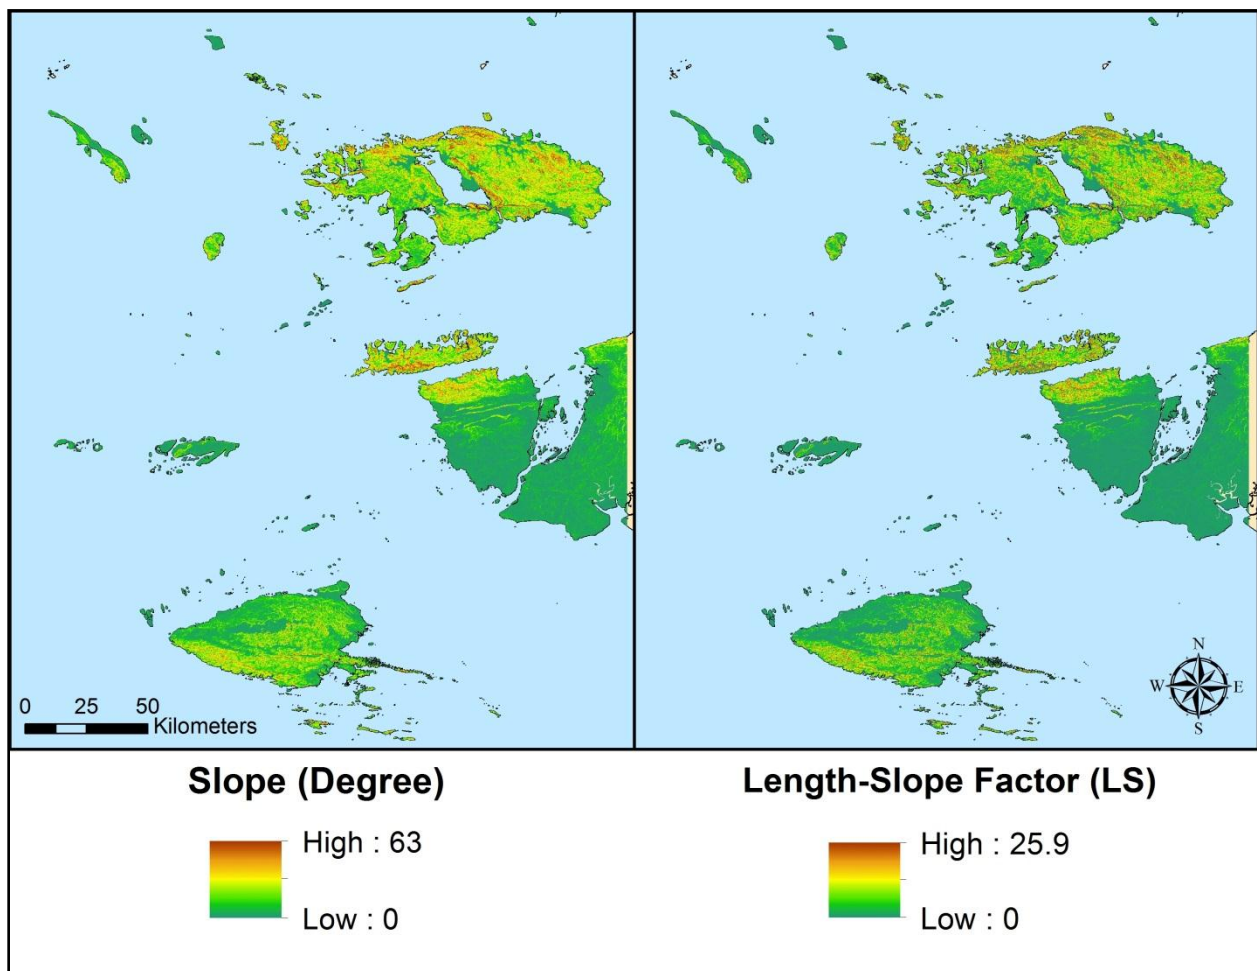 N
W E
S
0 25 50
Kilometers
Slope (Degree)
High : 63
Low : 0
Length-Slope Factor (LS)
High : 25.9
Low : 0